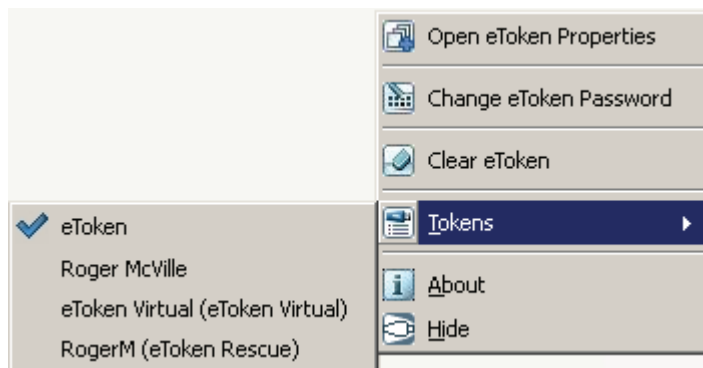 Open eToken Properties
Change eToken Password
Clear eToken
Tokens
About
Hide
eToken
Roger McVille
eToken Virtual (eToken Virtual)
RogerM (eToken Rescue)